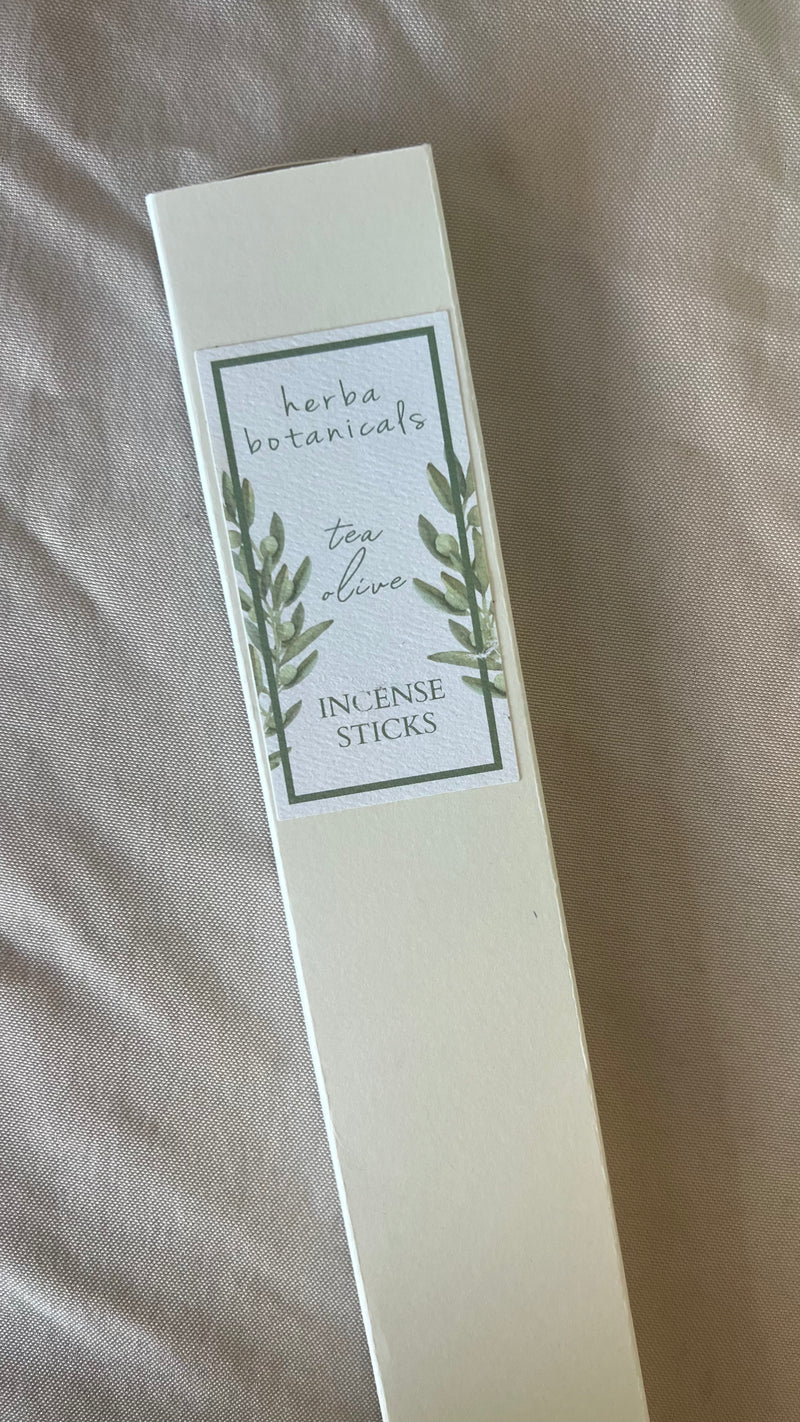 herba
botanicals
tea
olive
INCENSE
STICKS